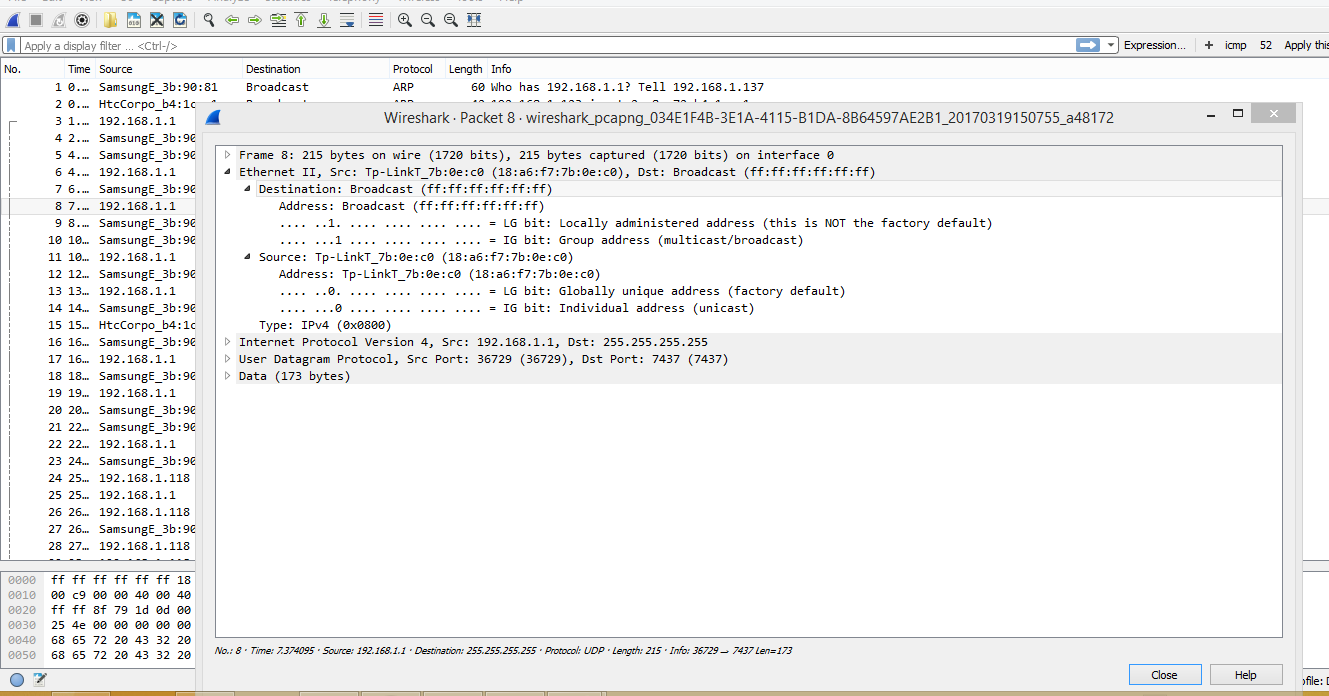 Apply a display filter ... <Ctrl-/>
Expression...
+
icmp
52
Apply this
No. Time Source Destination Protocol Length Info
1 0... SamsungE_3b:90:81 Broadcast ARP 60 Who has 192.168.1.1? Tell 192.168.1.137
2 0... HtcCorpo_b4:1c
3 1... 192.168.1.1
4 2... SamsungE_3b:90
5 4... SamsungE_3b:90
6 4... 192.168.1.1
7 6... SamsungE_3b:90
8 7... 192.168.1.1
9 8... SamsungE_3b:90
10 10... SamsungE_3b:90
11 10... 192.168.1.1
12 12... SamsungE_3b:90
13 13... 192.168.1.1
14 14... SamsungE_3b:90
15 15... HtcCorpo_b4:1c
16 16... SamsungE_3b:90
17 16... 192.168.1.1
18 18... SamsungE_3b:90
19 19... 192.168.1.1
20 20... SamsungE_3b:90
21 22... SamsungE_3b:90
22 22... 192.168.1.1
23 24... SamsungE_3b:90
24 25... 192.168.1.118
25 25... 192.168.1.1
26 26... 192.168.1.118
27 26... SamsungE_3b:90
28 27... 192.168.1.118
Wireshark · Packet 8 · wireshark_pcapng_034E1F4B-3E1A-4115-B1DA-8B64597AE2B1_20170319150755_a48172
Frame 8: 215 bytes on wire (1720 bits), 215 bytes captured (1720 bits) on interface 0
Ethernet II, Src: Tp-LinkT_7b:0e:c0 (18:a6:f7:7b:0e:c0), Dst: Broadcast (ff:ff:ff:ff:ff:ff)
Destination: Broadcast (ff:ff:ff:ff:ff:ff)
Address: Broadcast (ff:ff:ff:ff:ff:ff)
.... ..1. .... .... .... .... = LG bit: Locally administered address (this is NOT the factory default)
.... ...1 .... .... .... .... = IG bit: Group address (multicast/broadcast)
Source: Tp-LinkT_7b:0e:c0 (18:a6:f7:7b:0e:c0)
Address: Tp-LinkT_7b:0e:c0 (18:a6:f7:7b:0e:c0)
.... ..0. .... .... .... .... = LG bit: Globally unique address (factory default)
.... ...0 .... .... .... .... = IG bit: Individual address (unicast)
Type: IPv4 (0x0800)
Internet Protocol Version 4, Src: 192.168.1.1, Dst: 255.255.255.255
User Datagram Protocol, Src Port: 36729 (36729), Dst Port: 7437 (7437)
Data (173 bytes)
0000 ff ff ff ff ff ff 18
0010 00 c9 00 00 40 00 40
0020 ff ff 8f 79 1d 0d 00
0030 25 4e 00 00 00 00 00
0040 68 65 72 20 43 32 20
0050 68 65 72 20 43 32 20
No.: 8 · Time: 7.374095 · Source: 192.168.1.1 · Destination: 255.255.255.255 · Protocol: UDP · Length: 215 · Info: 36729 → 7437 Len=173
Close
Help
ofile: D